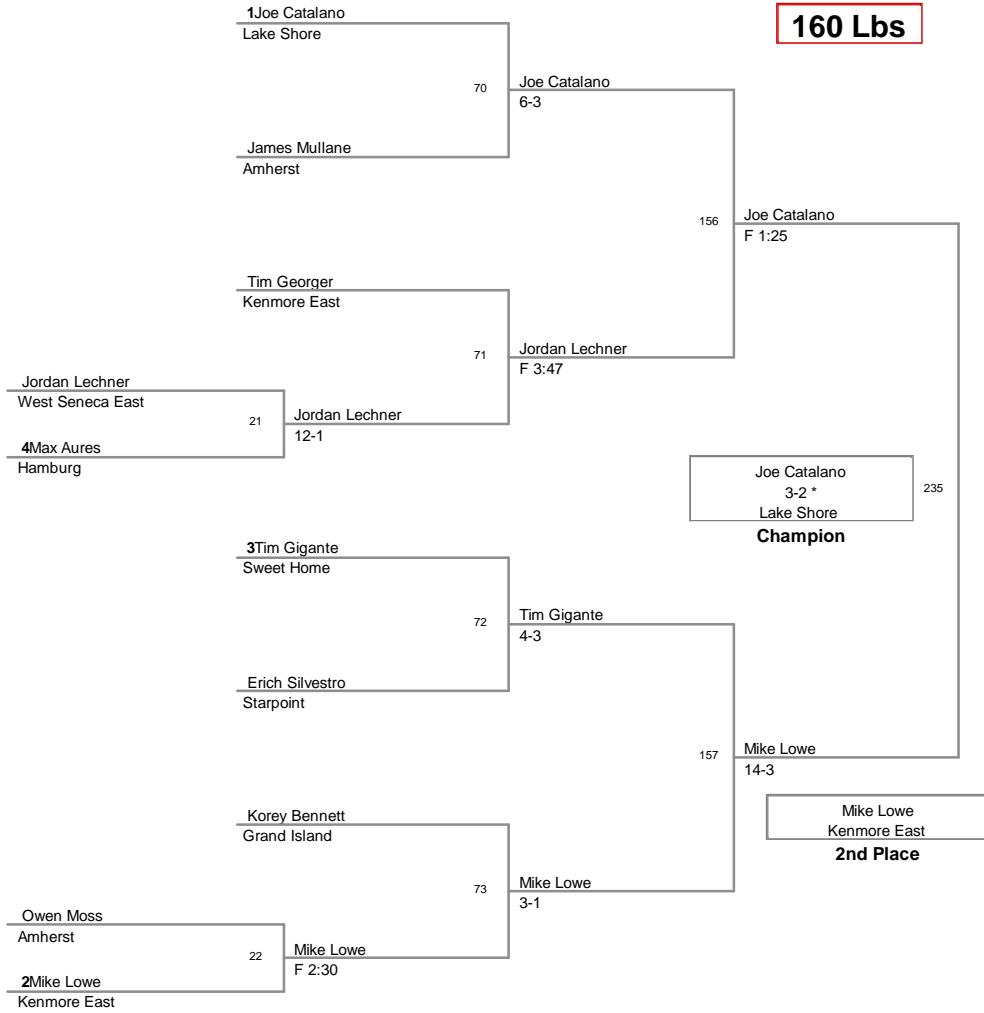 160 Lbs
1Joe Catalano
Lake Shore
70
Joe Catalano
6-3
James Mullane
Amherst
156
Joe Catalano
F 1:25
Tim Georger
Kenmore East
71
Jordan Lechner
F 3:47
Jordan Lechner
West Seneca East
21
Jordan Lechner
12-1
4Max Aures
Hamburg
Joe Catalano
3-2 *
Lake Shore
235
Champion
3Tim Gigante
Sweet Home
72
Tim Gigante
4-3
Erich Silvestro
Starpoint
157
Mike Lowe
14-3
Mike Lowe
Kenmore East
2nd Place
Korey Bennett
Grand Island
73
Mike Lowe
3-1
Owen Moss
Amherst
22
Mike Lowe
F 2:30
2Mike Lowe
Kenmore East